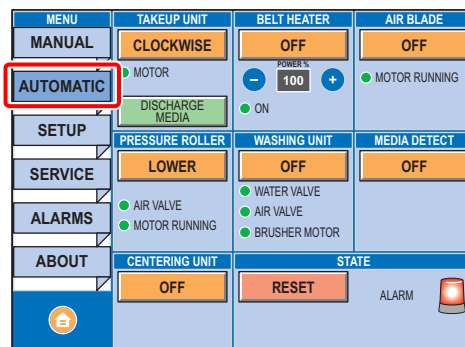 MENU
MANUAL
AUTOMATIC
SETUP
SERVICE
ALARMS
ABOUT
TAKEUP UNIT
CLOCKWISE
MOTOR
DISCHARGE
MEDIA
BELT HEATER
OFF
POWER %
- 100 +
ON
AIR BLADE
OFF
MOTOR RUNNING
PRESSURE ROLLER
LOWER
AIR VALVE
MOTOR RUNNING
WASHING UNIT
OFF
WATER VALVE
AIR VALVE
BRUSHER MOTOR
MEDIA DETECT
OFF
CENTERING UNIT
OFF
STATE
RESET
ALARM